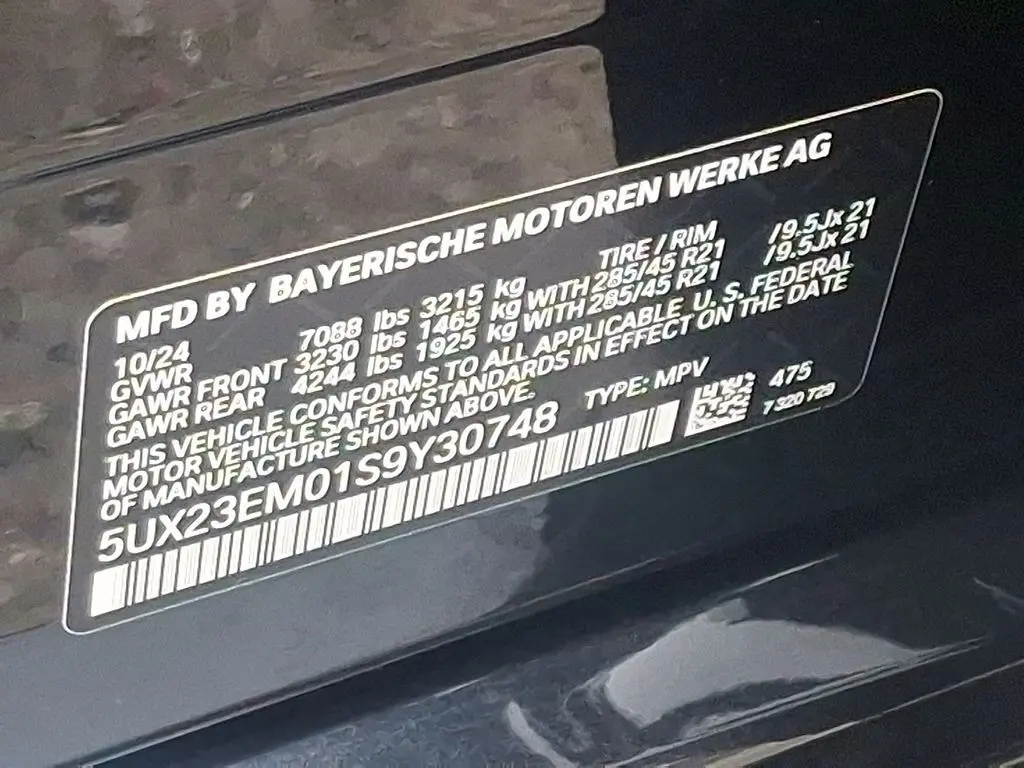 MFD BY BAYERISCHE MOTOREN WERKE AG
10/24 TIRE / RIM
GVWR 7088 lbs 3215 kg
GAWR FRONT 3230 lbs 1465 kg WITH 285/45 R21 /9.5Jx21
GAWR REAR 4244 lbs 1925 kg WITH 285/45 R21 /9.5Jx21
THIS VEHICLE CONFORMS TO ALL APPLICABLE U. S. FEDERAL
MOTOR VEHICLE SAFETY STANDARDS IN EFFECT ON THE DATE
OF MANUFACTURE SHOWN ABOVE.
5UX23EM01S9Y30748 TYPE: MPV 475
7 320 729